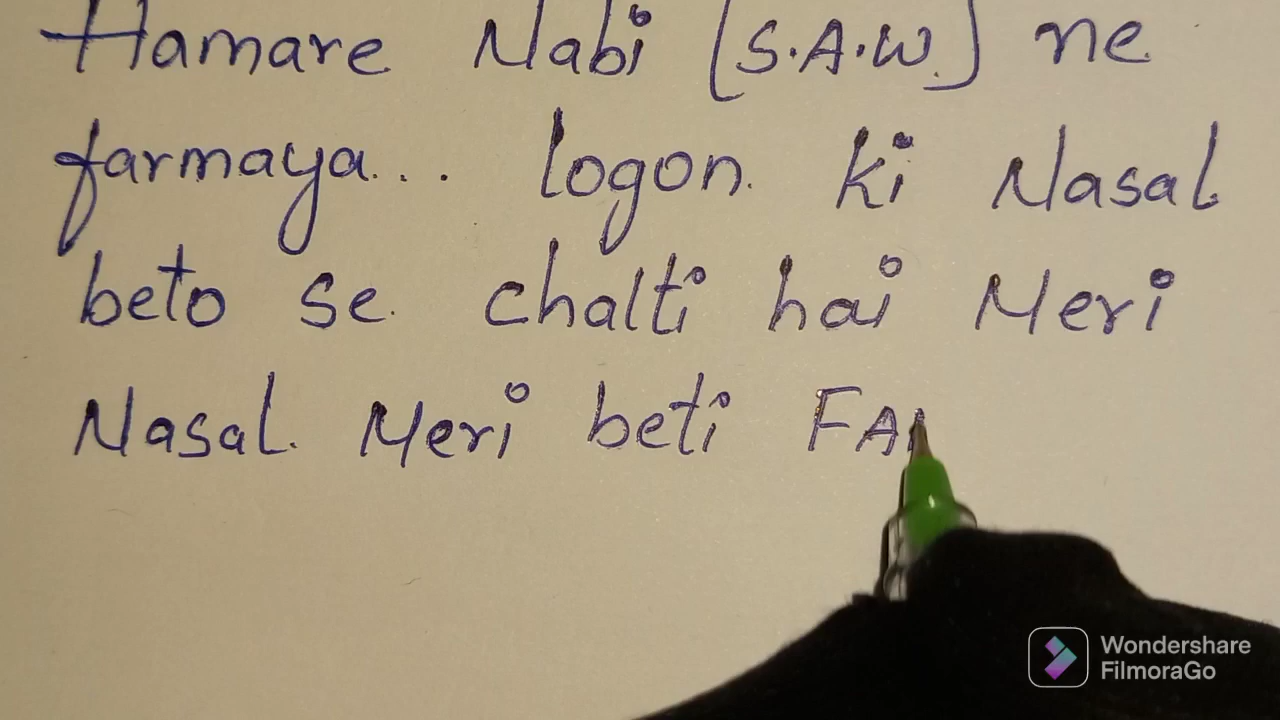 Hamare Nabi [S.A.W.] ne
farmaya... logon ki Nasal
beto se chalti hai Meri
Nasal Meri beti FA
Wondershare
FilmoraGo